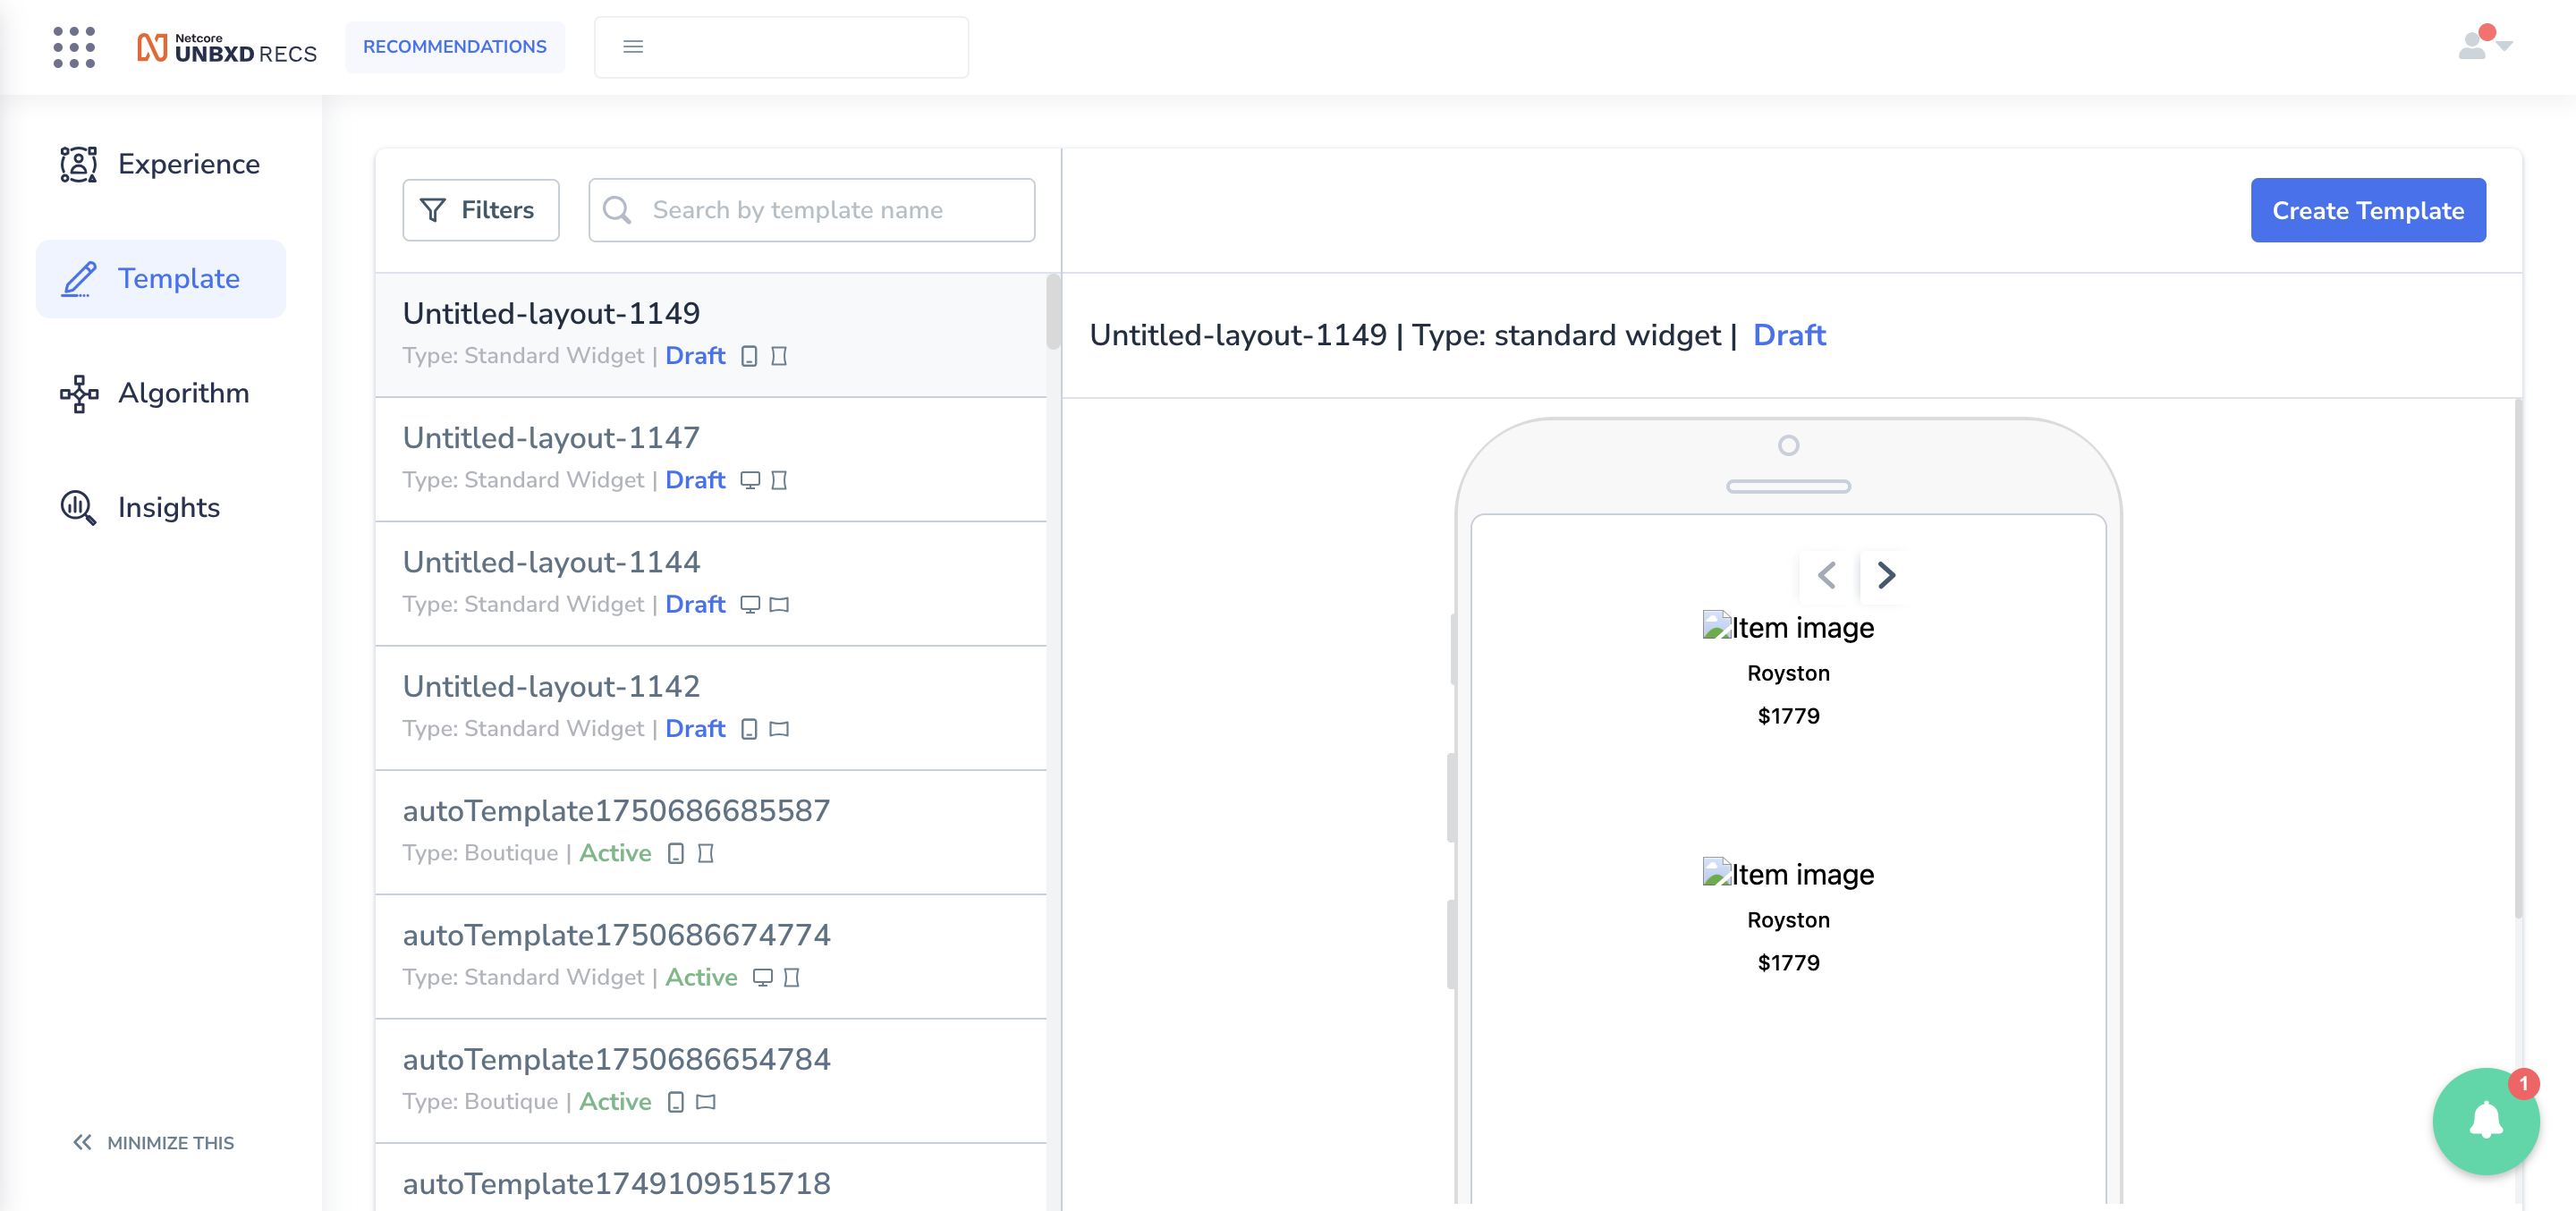 Netcore
UNBXD RECS
RECOMMENDATIONS
Experience
Template
Algorithm
Insights
MINIMIZE THIS
Filters
Search by template name
Create Template
Untitled-layout-1149
Type: Standard Widget | Draft
Untitled-layout-1147
Type: Standard Widget | Draft
Untitled-layout-1144
Type: Standard Widget | Draft
Untitled-layout-1142
Type: Standard Widget | Draft
autoTemplate1750686685587
Type: Boutique | Active
autoTemplate1750686674774
Type: Standard Widget | Active
autoTemplate1750686654784
Type: Boutique | Active
autoTemplate1749109515718
Untitled-layout-1149 | Type: standard widget | Draft
Item image
Royston
$1779
Item image
Royston
$1779
1